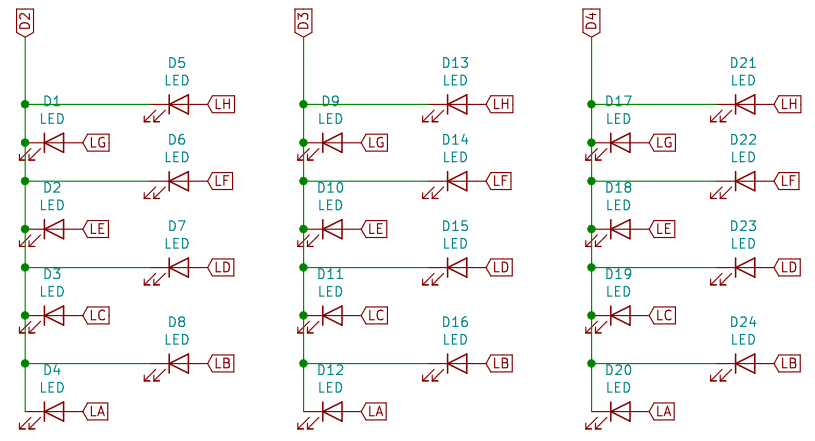 D2
D3
D4
D5
LED
LH
D13
LED
LH
D21
LED
LH
D1
LED
LG
D9
LED
LG
D17
LED
LG
D6
LED
LF
D14
LED
LF
D22
LED
LF
D2
LED
LE
D10
LED
LE
D18
LED
LE
D7
LED
LD
D15
LED
LD
D23
LED
LD
D3
LED
LC
D11
LED
LC
D19
LED
LC
D8
LED
LB
D16
LED
LB
D24
LED
LB
D4
LED
LA
D12
LED
LA
D20
LED
LA